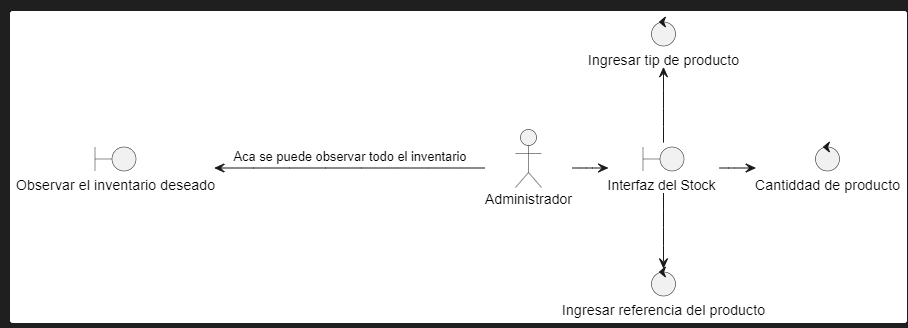 Ingresar tip de producto
Aca se puede observar todo el inventario
Observar el inventario deseado
Administrador
Interfaz del Stock
Cantiddad de producto
Ingresar referencia del producto